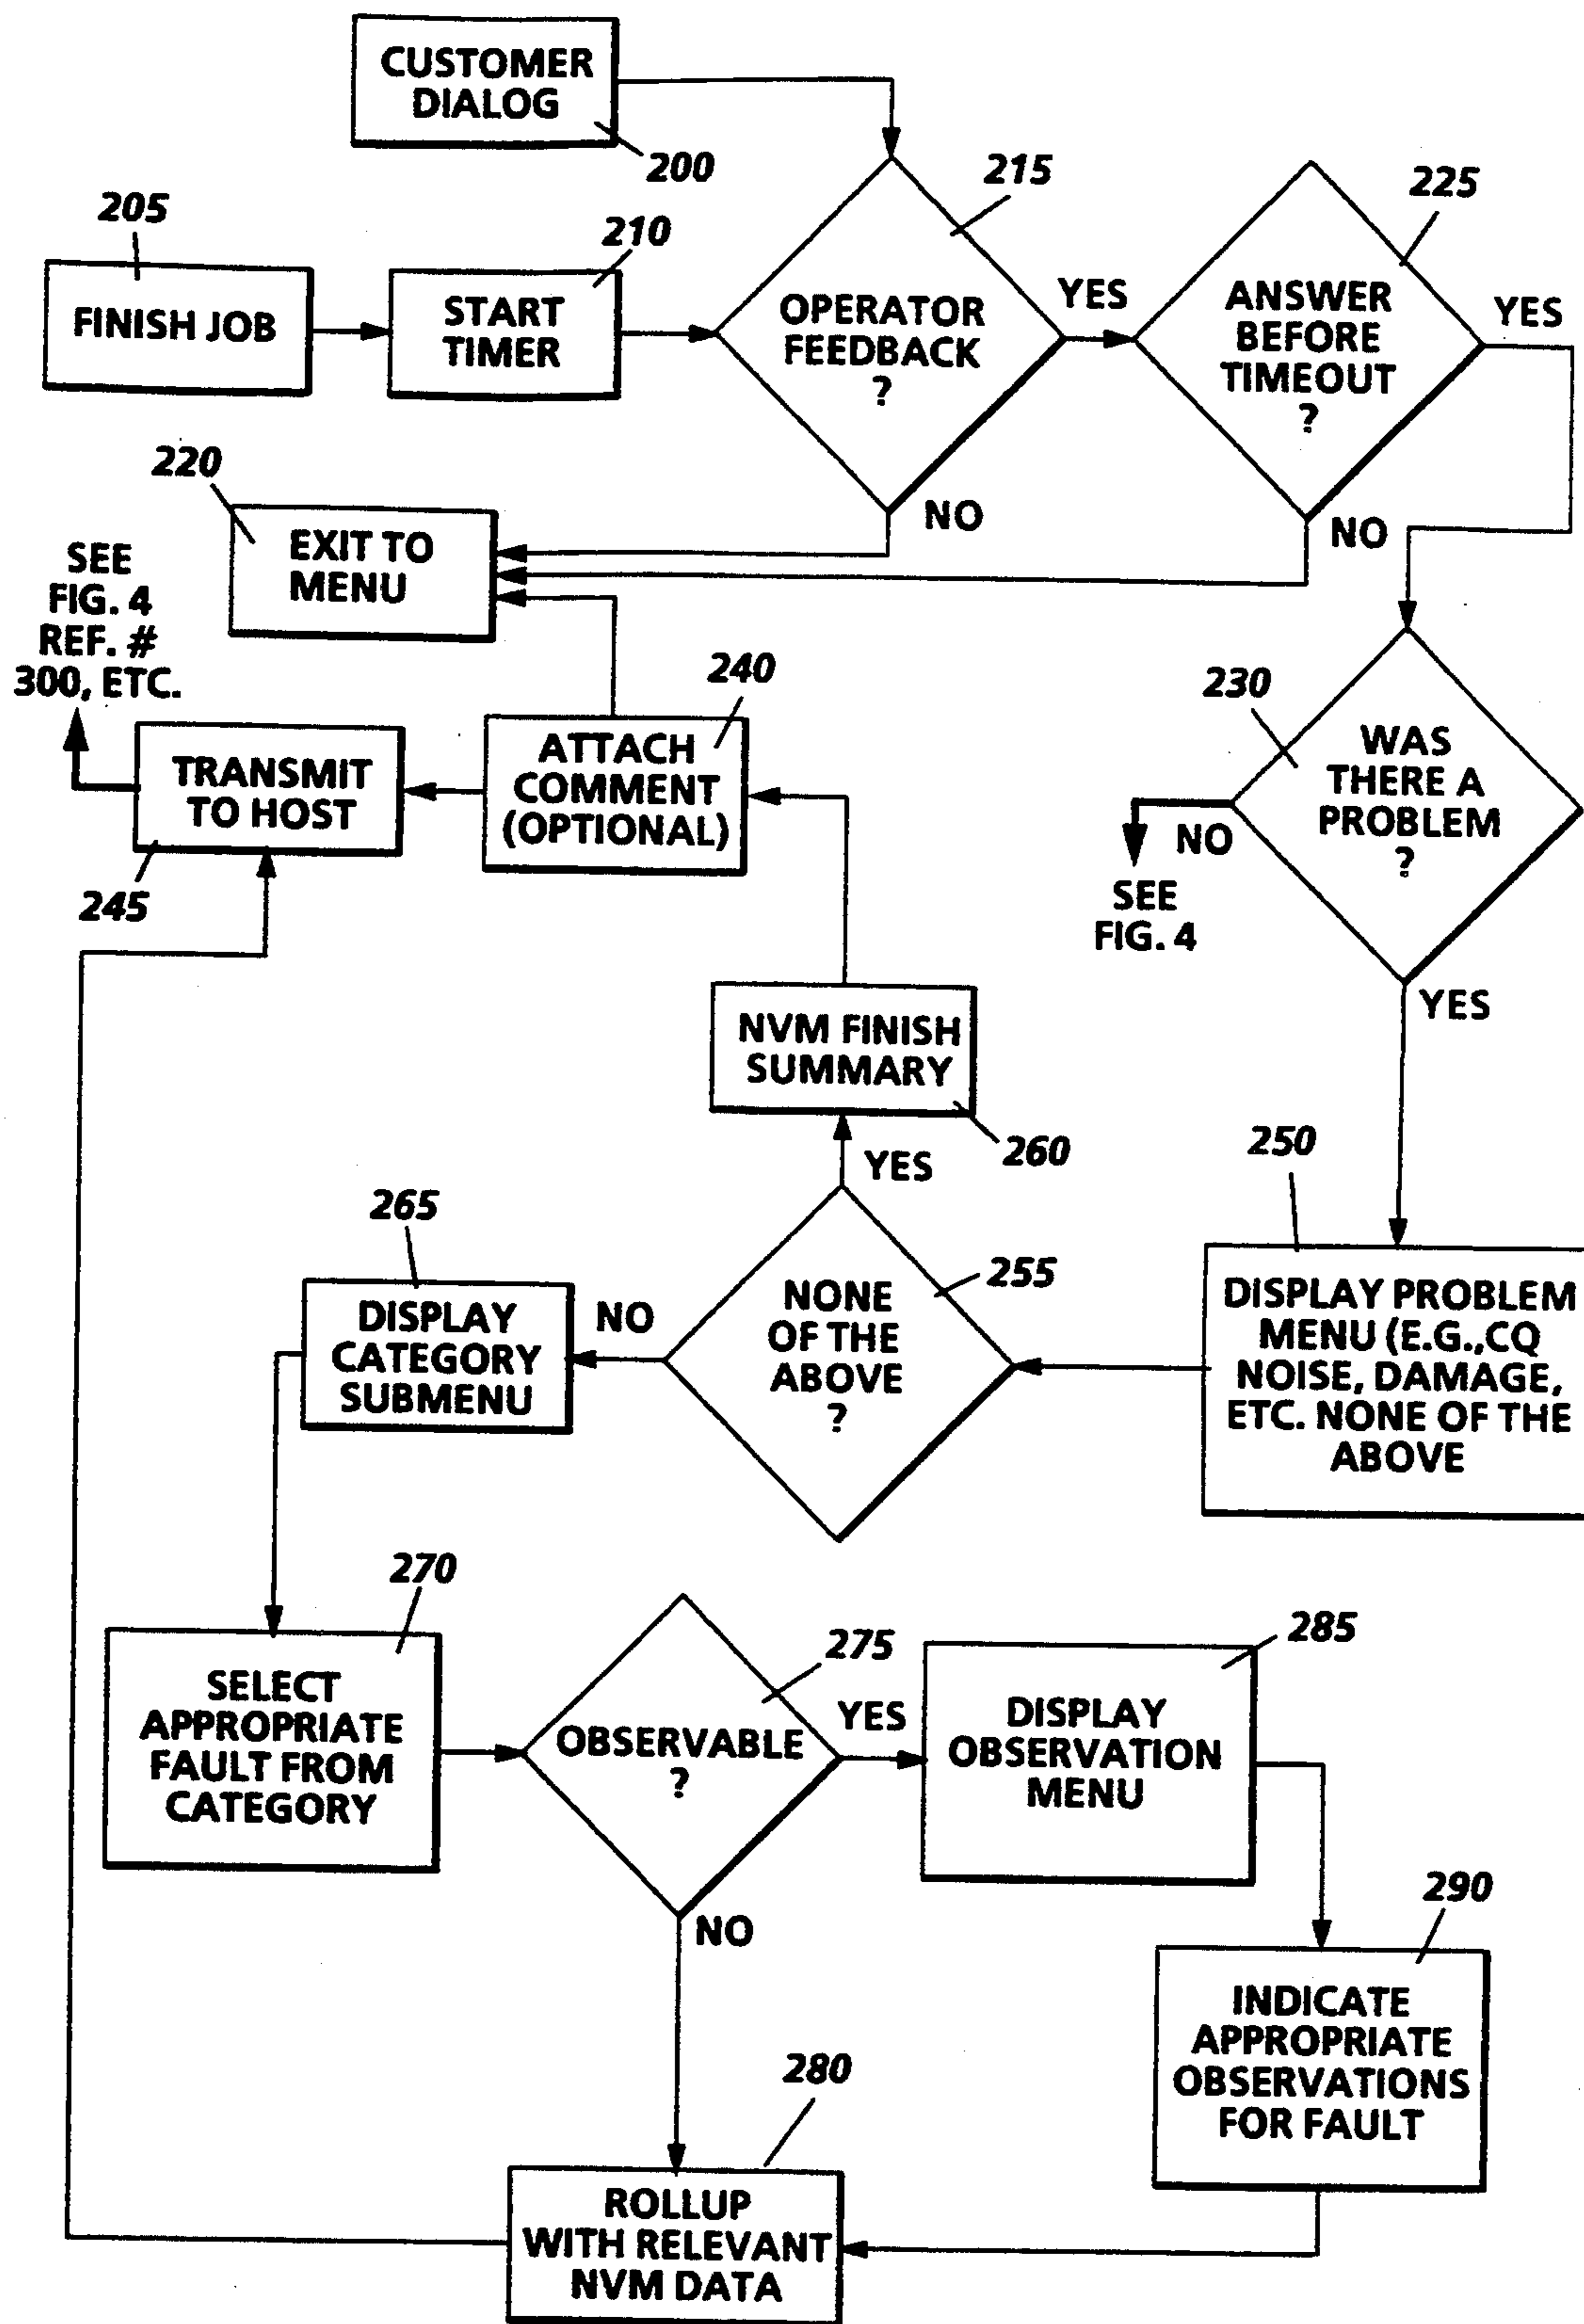 CUSTOMER
DIALOG
200
205
FINISH JOB
210
START
TIMER
215
OPERATOR
FEEDBACK
?
YES
NO
225
ANSWER
BEFORE
TIMEOUT
?
YES
NO
220
EXIT TO
MENU
SEE
FIG. 4
REF. #
300, ETC.
TRANSMIT
TO HOST
245
240
ATTACH
COMMENT
(OPTIONAL)
230
WAS
THERE A
PROBLEM
?
NO
SEE
FIG. 4
YES
NVM FINISH
SUMMARY
260
YES
250
DISPLAY PROBLEM
MENU (E.G.,CQ
NOISE, DAMAGE,
ETC. NONE OF THE
ABOVE
255
NONE
OF THE
ABOVE
?
NO
265
DISPLAY
CATEGORY
SUBMENU
270
SELECT
APPROPRIATE
FAULT FROM
CATEGORY
275
OBSERVABLE
?
YES
NO
285
DISPLAY
OBSERVATION
MENU
290
INDICATE
APPROPRIATE
OBSERVATIONS
FOR FAULT
280
ROLLUP
WITH RELEVANT
NVM DATA